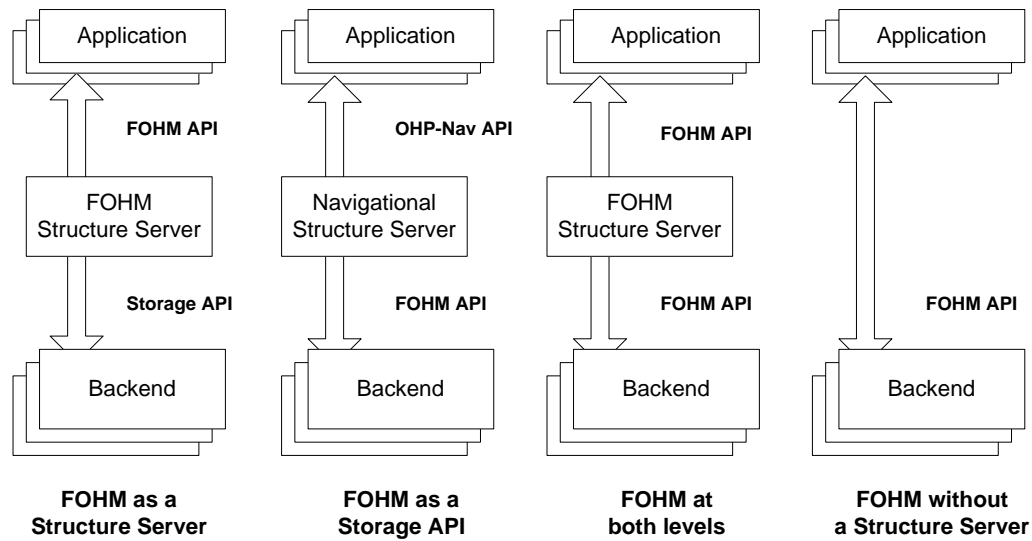 Application
FOHM API
FOHM
Structure Server
Storage API
Backend
FOHM as a
Structure Server
Application
OHP-Nav API
Navigational
Structure Server
FOHM API
Backend
FOHM as a
Storage API
Application
FOHM API
FOHM
Structure Server
FOHM API
Backend
FOHM at
both levels
Application
FOHM API
Backend
FOHM without
a Structure Server